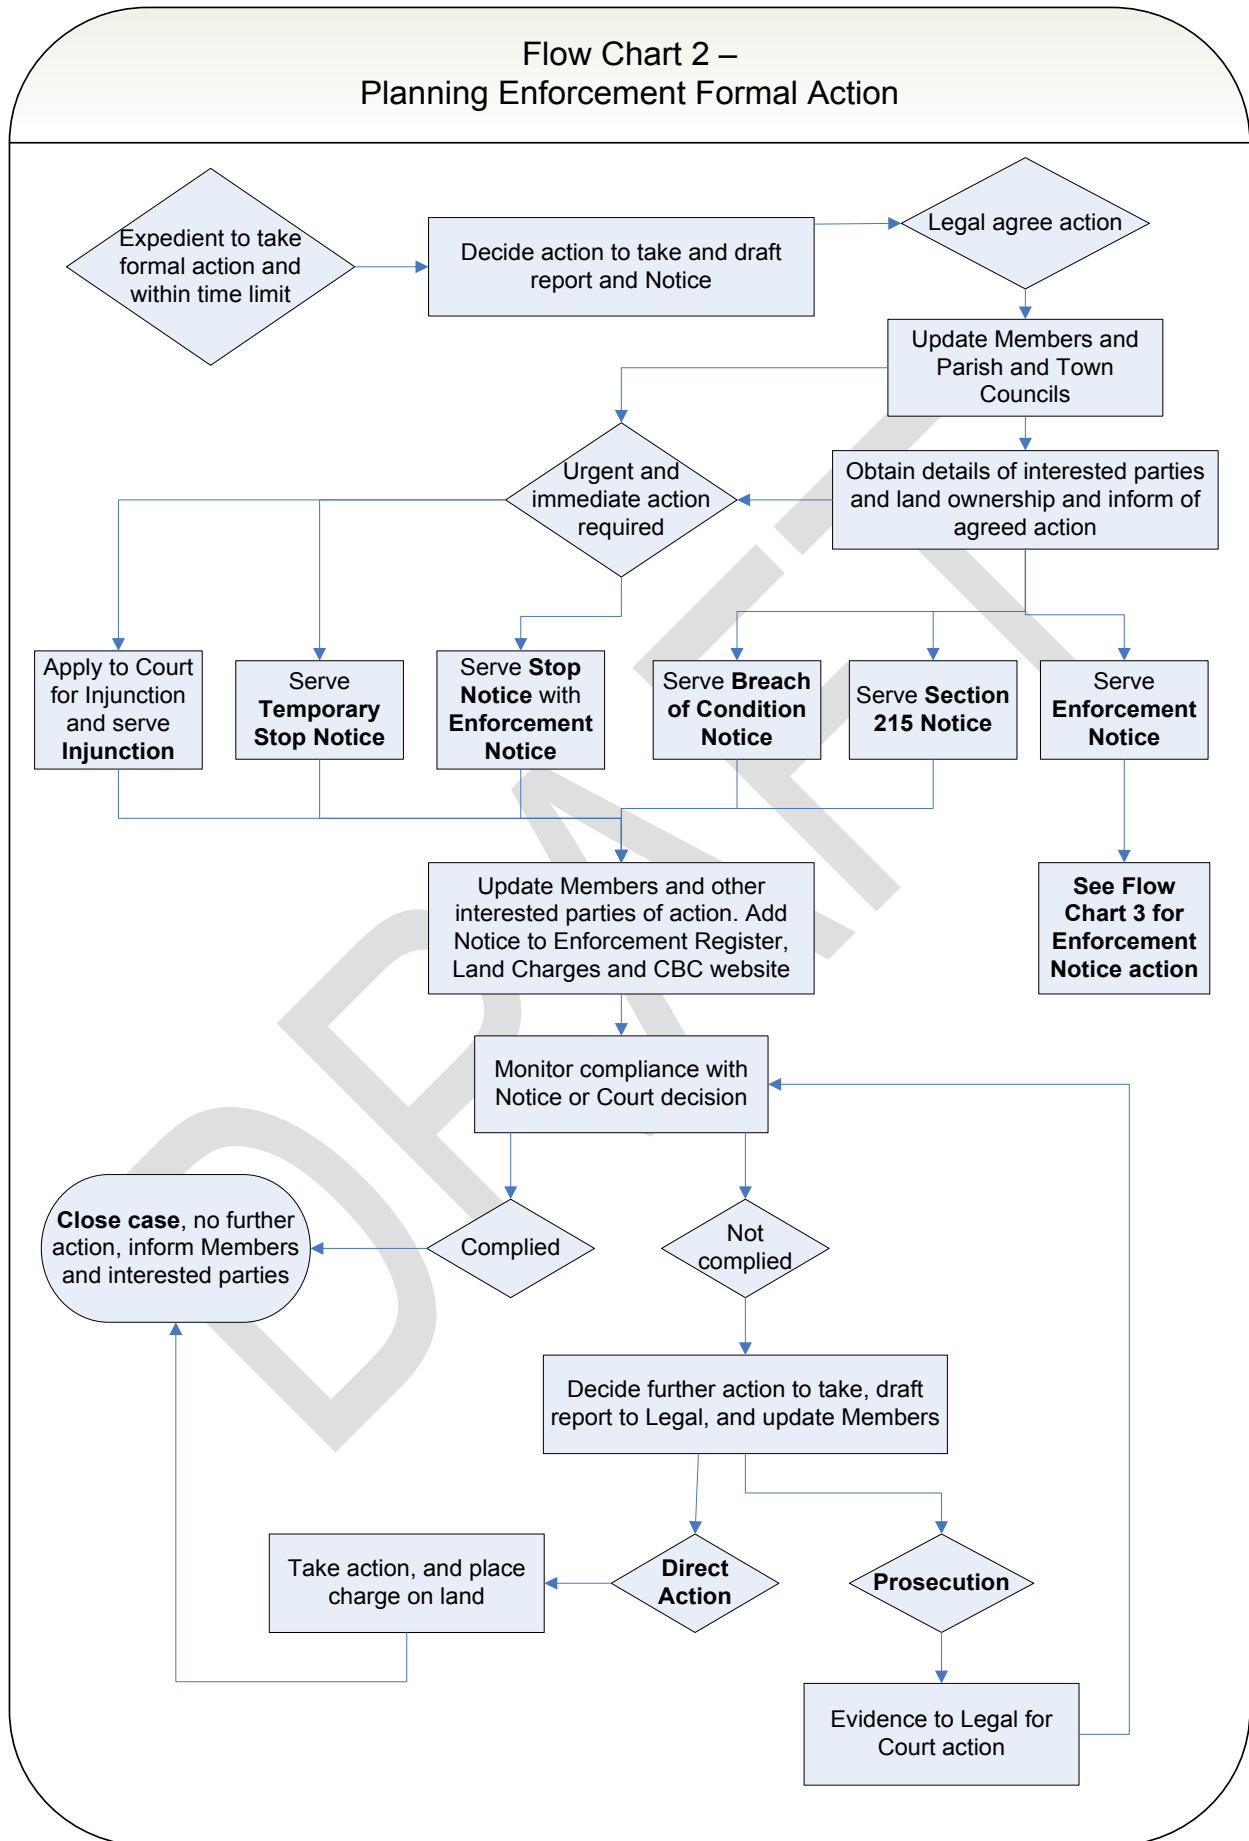 Flow Chart 2 –
Planning Enforcement Formal Action
Expedient to take
formal action and
within time limit
Decide action to take and draft
report and Notice
Legal agree action
Update Members and
Parish and Town
Councils
Urgent and
immediate action
required
Obtain details of interested parties
and land ownership and inform of
agreed action
Apply to Court
for Injunction
and serve
Injunction
Serve
Temporary
Stop Notice
Serve Stop
Notice with
Enforcement
Notice
Serve Breach
of Condition
Notice
Serve Section
215 Notice
Serve
Enforcement
Notice
Update Members and other
interested parties of action. Add
Notice to Enforcement Register,
Land Charges and CBC website
See Flow
Chart 3 for
Enforcement
Notice action
Monitor compliance with
Notice or Court decision
Close case, no further
action, inform Members
and interested parties
Complied
Not
complied
Decide further action to take, draft
report to Legal, and update Members
Take action, and place
charge on land
Direct
Action
Prosecution
Evidence to Legal for
Court action
DRAFT